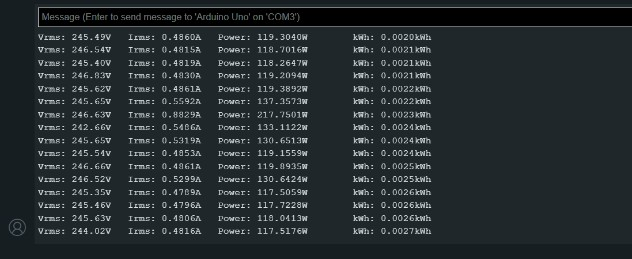 Message (Enter to send message to 'Arduino Uno' on 'COM3')
Vrms: 245.49V Irms: 0.4860A Power: 119.3040W kWh: 0.0020kWh
Vrms: 246.54V Irms: 0.4815A Power: 118.7016W kWh: 0.0021kWh
Vrms: 245.40V Irms: 0.4819A Power: 118.2647W kWh: 0.0021kWh
Vrms: 246.83V Irms: 0.4830A Power: 119.2094W kWh: 0.0021kWh
Vrms: 245.62V Irms: 0.4861A Power: 119.3892W kWh: 0.0022kWh
Vrms: 245.65V Irms: 0.5592A Power: 137.3573W kWh: 0.0022kWh
Vrms: 246.63V Irms: 0.8829A Power: 217.7501W kWh: 0.0023kWh
Vrms: 242.66V Irms: 0.5486A Power: 133.1122W kWh: 0.0024kWh
Vrms: 245.65V Irms: 0.5319A Power: 130.6513W kWh: 0.0024kWh
Vrms: 245.54V Irms: 0.4853A Power: 119.1559W kWh: 0.0024kWh
Vrms: 246.66V Irms: 0.4861A Power: 119.8935W kWh: 0.0025kWh
Vrms: 246.52V Irms: 0.5299A Power: 130.6424W kWh: 0.0025kWh
Vrms: 245.35V Irms: 0.4789A Power: 117.5059W kWh: 0.0026kWh
Vrms: 245.46V Irms: 0.4796A Power: 117.7228W kWh: 0.0026kWh
Vrms: 245.63V Irms: 0.4806A Power: 118.0413W kWh: 0.0026kWh
Vrms: 244.02V Irms: 0.4816A Power: 117.5176W kWh: 0.0027kWh